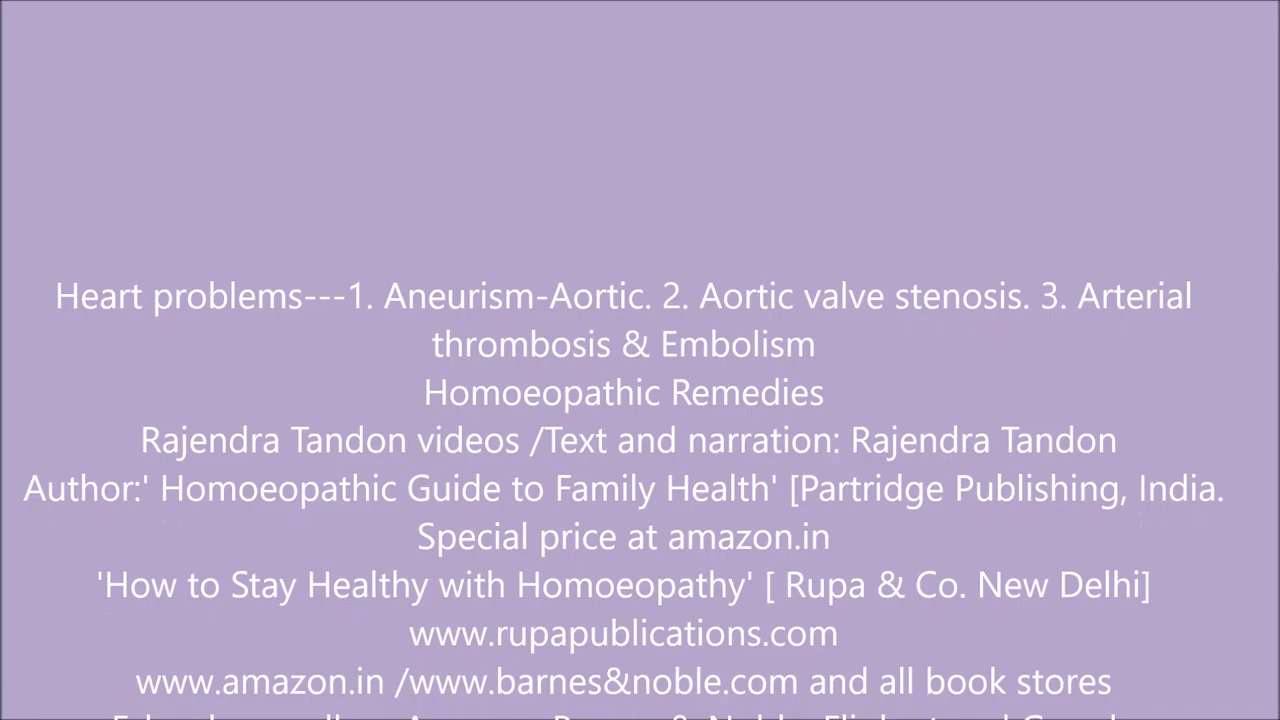 Heart problems---1. Aneurism-Aortic. 2. Aortic valve stenosis. 3. Arterial
thrombosis & Embolism
Homoeopathic Remedies
Rajendra Tandon videos /Text and narration: Rajendra Tandon
Author:' Homoeopathic Guide to Family Health' [Partridge Publishing, India.
Special price at amazon.in
'How to Stay Healthy with Homoeopathy' [ Rupa & Co. New Delhi]
www.rupapublications.com
www.amazon.in /www.barnes&noble.com and all book stores